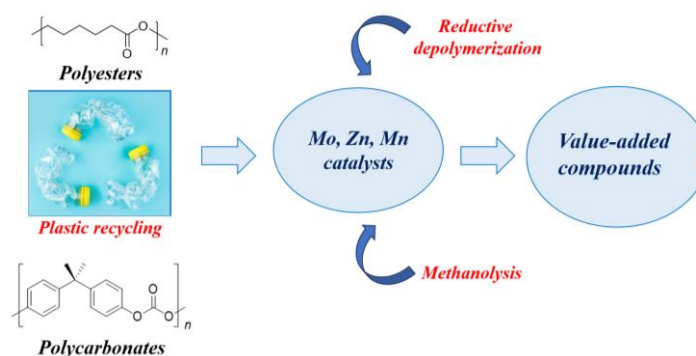 O
O
n
Polyesters
Plastic recycling
O
O
O
n
Polycarbonates
Reductive
depolymerization
Mo, Zn, Mn
catalysts
Methanolysis
Value-added
compounds